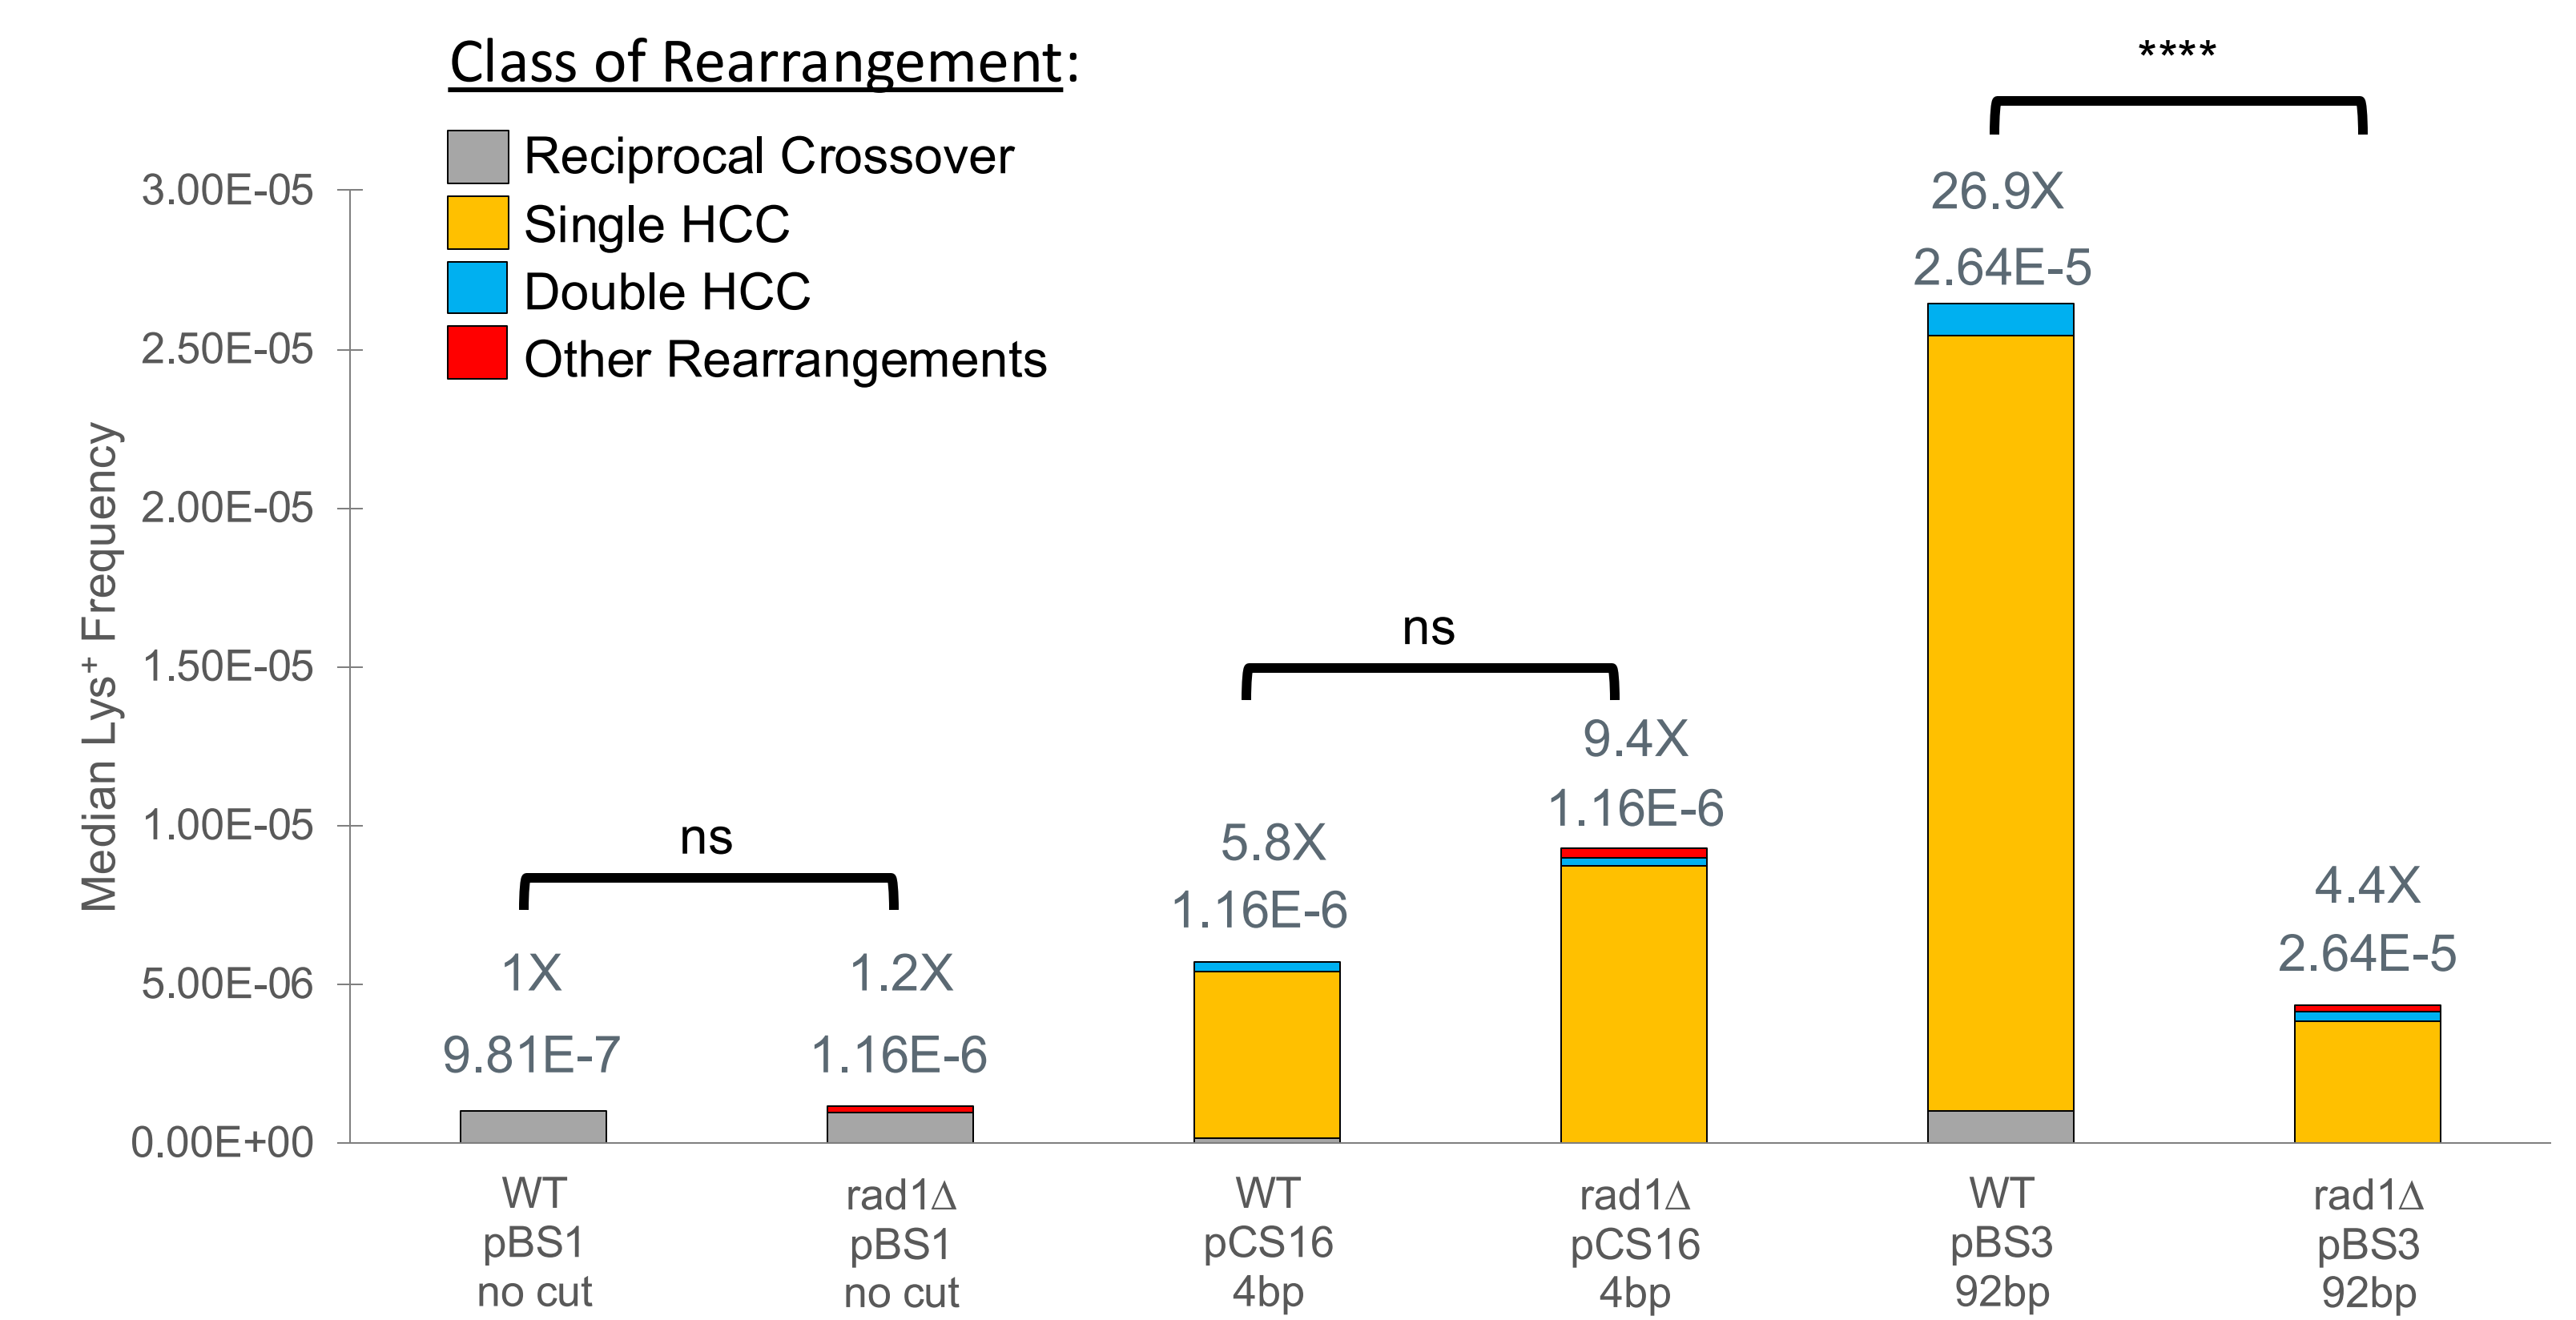 Class of Rearrangement:
Reciprocal Crossover
Single HCC
Double HCC
Other Rearrangements
Median Lys⁺ Frequency
3.00E-05
2.50E-05
2.00E-05
1.50E-05
1.00E-05
5.00E-06
0.00E+00
ns
1X
9.81E-7
1.2X
1.16E-6
ns
5.8X
1.16E-6
9.4X
1.16E-6
****
26.9X
2.64E-5
4.4X
2.64E-5
WT
pBS1
no cut
rad1Δ
pBS1
no cut
WT
pCS16
4bp
rad1Δ
pCS16
4bp
WT
pBS3
92bp
rad1Δ
pBS3
92bp